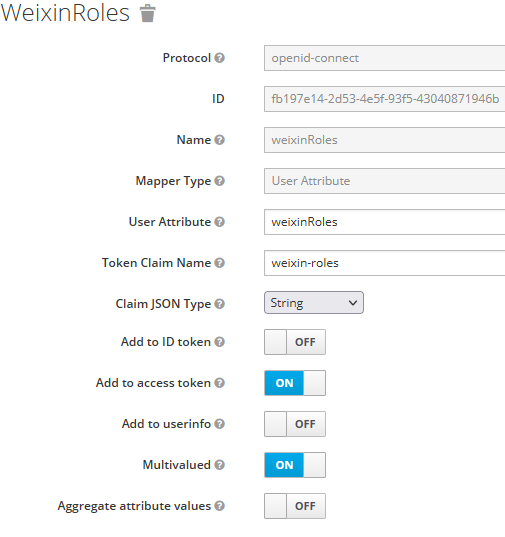 WeixinRoles
Protocol openid-connect
ID fb197e14-2d53-4e5f-93f5-43040871946b
Name weixinRoles
Mapper Type User Attribute
User Attribute weixinRoles
Token Claim Name weixin-roles
Claim JSON Type String
Add to ID token OFF
Add to access token ON
Add to userinfo OFF
Multivalued ON
Aggregate attribute values OFF